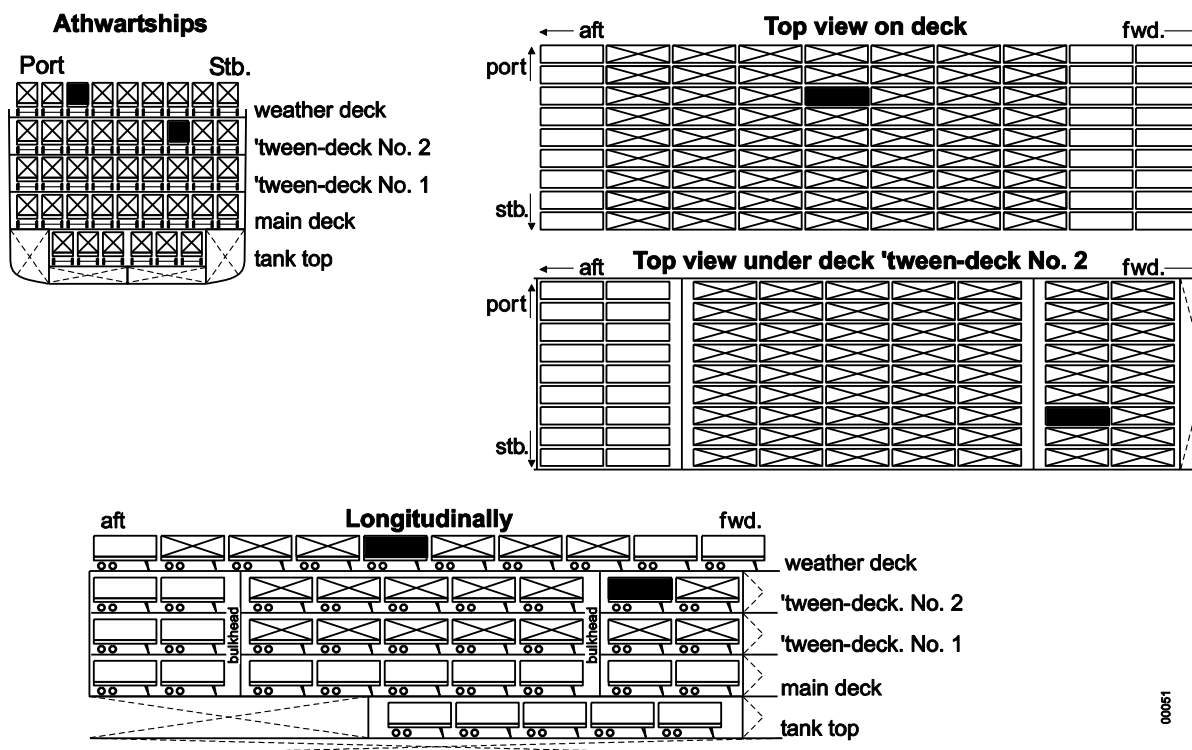 Athwartships
Port Stb.
weather deck
'tween-deck No. 2
'tween-deck No. 1
main deck
tank top
aft Top view on deck fwd.
port
stb.
aft Top view under deck 'tween-deck No. 2 fwd.
port
stb.
aft Longitudinally fwd.
weather deck
'tween-deck. No. 2
'tween-deck. No. 1
main deck
tank top
bulkhead
bulkhead
00051